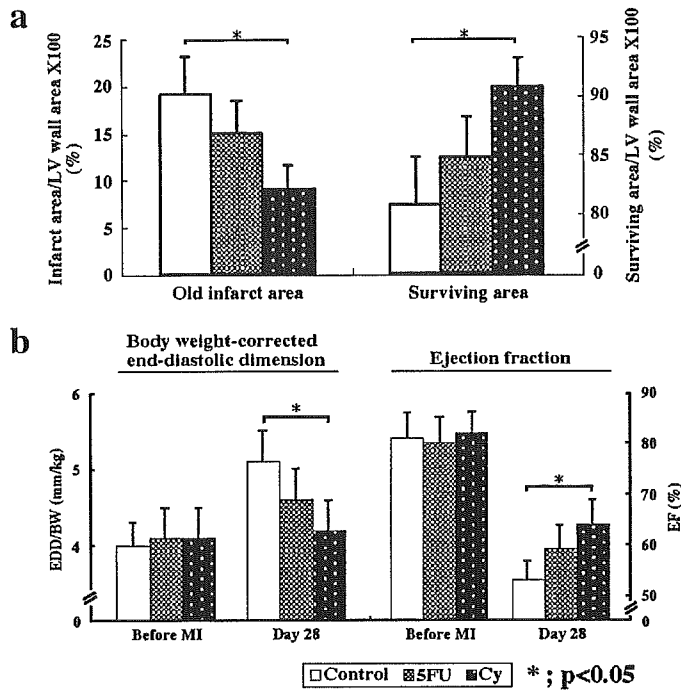 a
Infarct area/LV wall area X100
(%)
25
20
15
10
5
0
*
*
95
90
85
80
0
Surviving area/LV wall area X100
(%)
Old infarct area
Surviving area
b
Body weight-corrected
end-diastolic dimension
Ejection fraction
EDD/BW (mm/kg)
6
5
4
0
*
*
90
80
70
60
50
0
EF (%)
Before MI
Day 28
Before MI
Day 28
Control 5FU Cy
* ; p<0.05